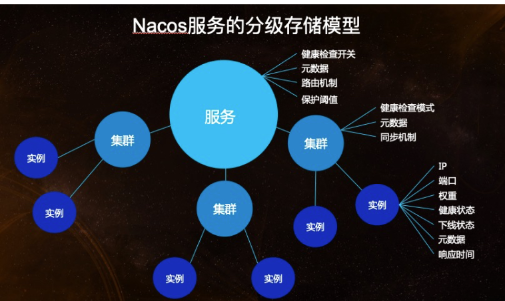 Nacos服务的分级存储模型
健康检查开关
元数据
路由机制
保护阈值
服务
集群
健康检查模式
元数据
同步机制
集群
实例
实例
集群
实例
实例
实例
实例
IP
端口
权重
健康状态
下线状态
元数据
响应时间